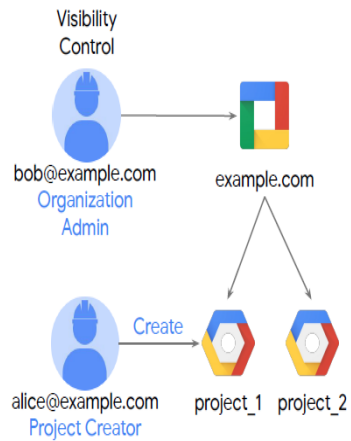 Visibility
Control
bob@example.com
Organization
Admin
example.com
Create
alice@example.com
Project Creator
project_1
project_2